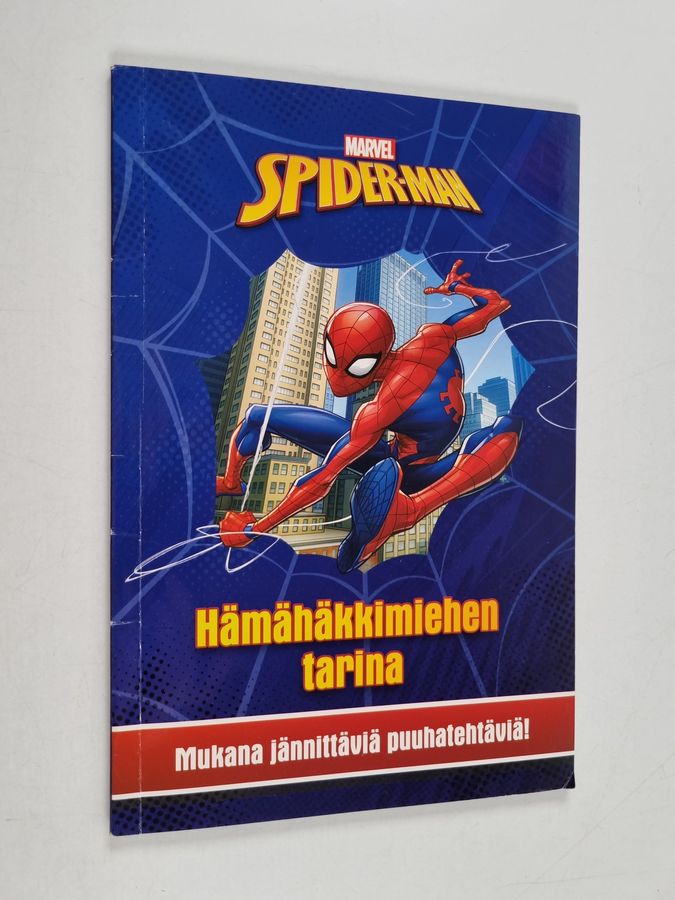 MARVEL
SPIDER-MAN
Hämähäkkimiehen
tarina
Mukana jännittäviä puuhatehtäviä!